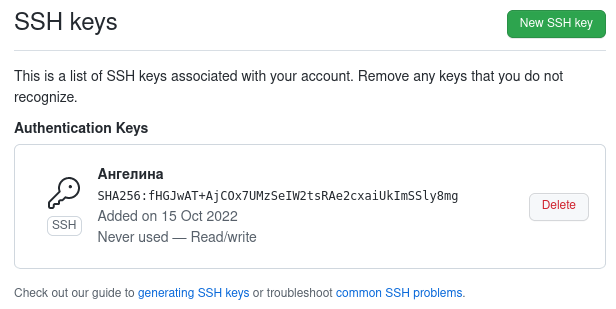 SSH keys
New SSH key
This is a list of SSH keys associated with your account. Remove any keys that you do not
recognize.
Authentication Keys
Ангелина
SHA256:fHGJwAT+AjCOx7UMzSeIW2tsRAe2cxaiUkImSSly8mg
Added on 15 Oct 2022
Never used — Read/write
SSH
Delete
Check out our guide to generating SSH keys or troubleshoot common SSH problems.